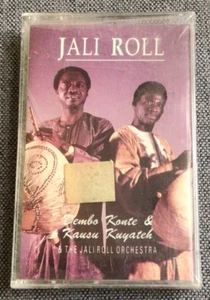 JALI ROLL
Dembo Konte &
Kausu Kuyateh
& THE JALI ROLL ORCHESTRA